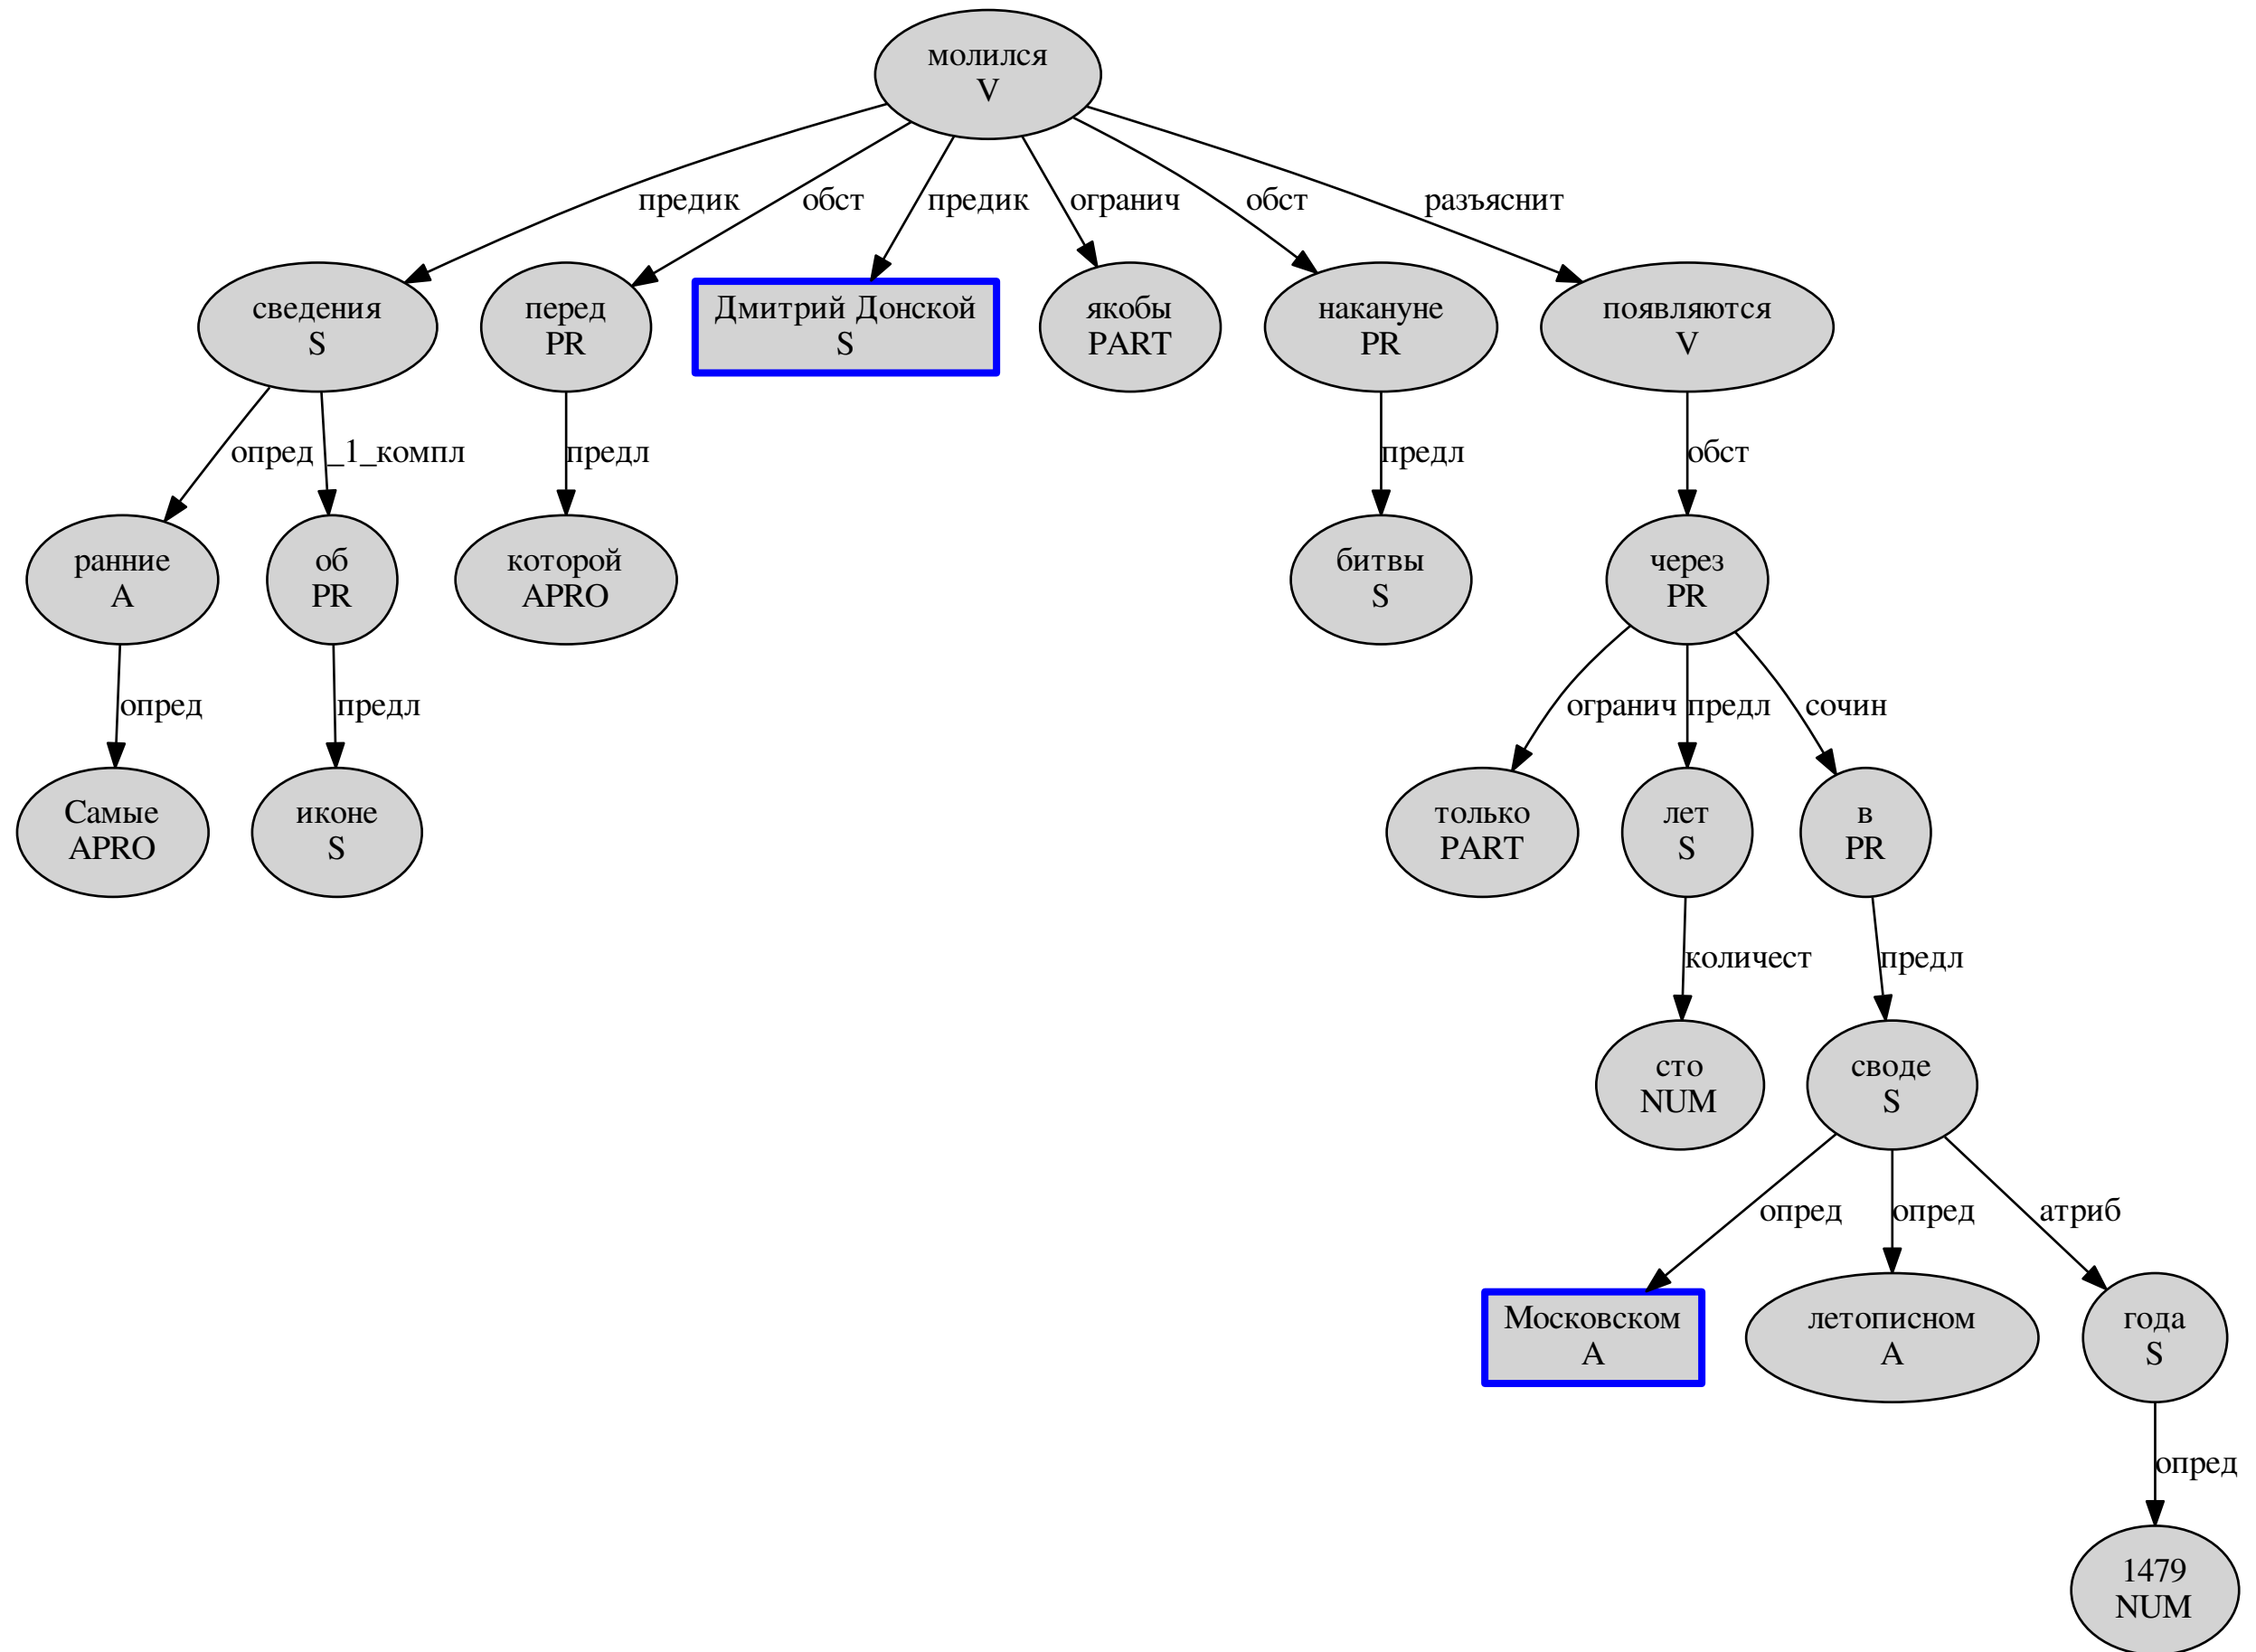 молился
V
предик
обст
предик
огранич
обст
разъяснит
сведения
S
перед
PR
Дмитрий Донской
S
якобы
PART
накануне
PR
появляются
V
опред
_1_компл
предл
предл
обст
ранние
A
об
PR
которой
APRO
битвы
S
через
PR
опред
предл
огранич
предл
сочин
Самые
APRO
иконе
S
только
PART
лет
S
в
PR
количест
предл
сто
NUM
своде
S
опред
опред
атриб
Московском
A
летописном
A
года
S
опред
1479
NUM